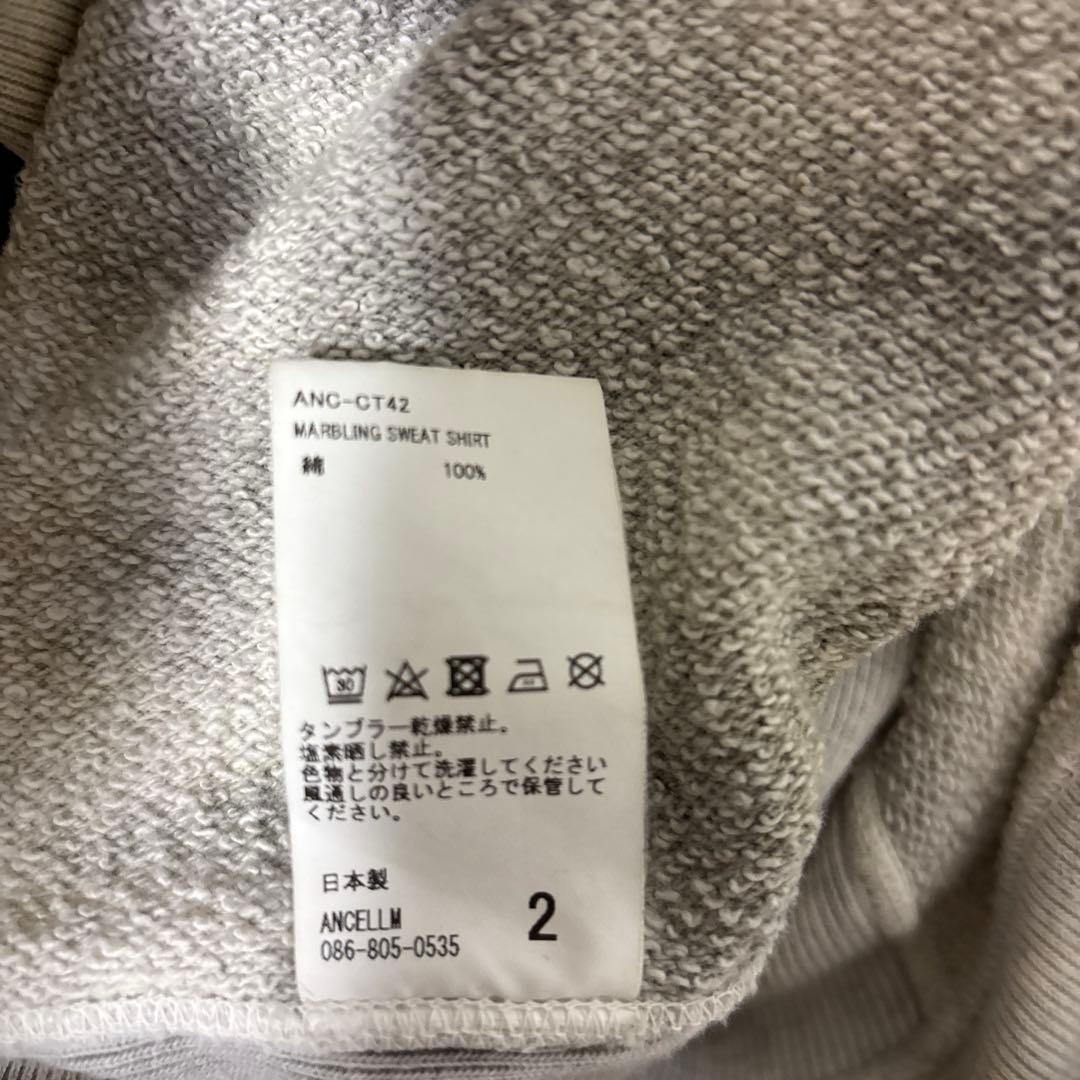 ANC-CT42
MARBLING SWEAT SHIRT
綿 100%
30
タンブラー乾燥禁止。
塩素晒し禁止。
色物と分けて洗濯してください
風通しの良いところで保管して
ください。
日本製
ANCELLM 2
086-805-0535